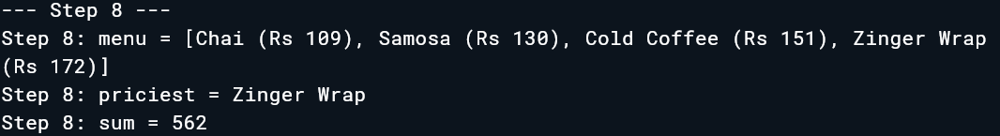 --- Step 8 ---
Step 8: menu = [Chai (Rs 109), Samosa (Rs 130), Cold Coffee (Rs 151), Zinger Wrap
(Rs 172)]
Step 8: priciest = Zinger Wrap
Step 8: sum = 562